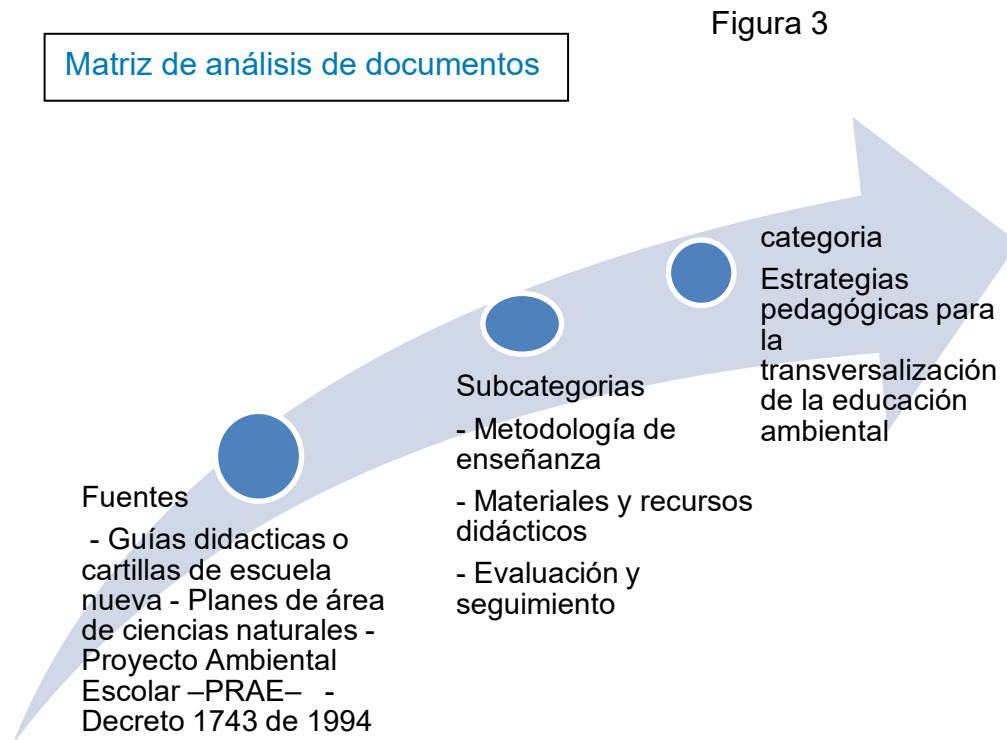 Figura 3
Matriz de análisis de documentos
Fuentes
- Guías didacticas o
cartillas de escuela
nueva - Planes de área
de ciencias naturales -
Proyecto Ambiental
Escolar –PRAE– -
Decreto 1743 de 1994
Subcategorias
- Metodología de
enseñanza
- Materiales y recursos
didácticos
- Evaluación y
seguimiento
categoria
Estrategias
pedagógicas para
la
transversalización
de la educación
ambiental